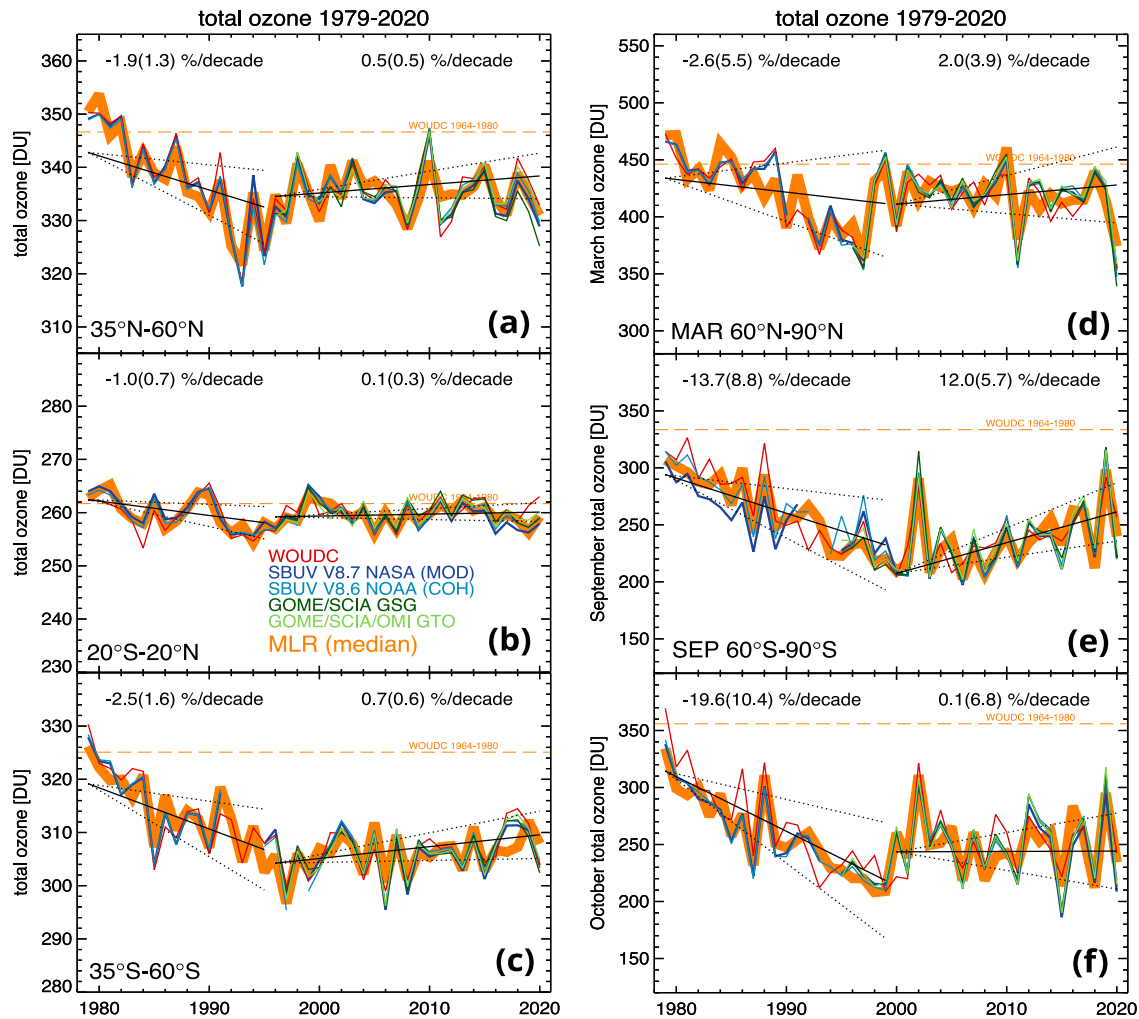 total ozone 1979-2020
total ozone [DU]
-1.9(1.3) %/decade
0.5(0.5) %/decade
WOUDC 1964-1980
360
350
340
330
320
310
35°N-60°N
(a)
total ozone [DU]
-1.0(0.7) %/decade
0.1(0.3) %/decade
WOUDC 1964-1980
280
270
260
250
240
230
WOUDC
SBUV V8.7 NASA (MOD)
SBUV V8.6 NOAA (COH)
GOME/SCIA GSG
GOME/SCIA/OMI GTO
MLR (median)
20°S-20°N
(b)
total ozone [DU]
-2.5(1.6) %/decade
0.7(0.6) %/decade
WOUDC 1964-1980
330
320
310
300
290
280
35°S-60°S
(c)
1980 1990 2000 2010 2020
total ozone 1979-2020
March total ozone [DU]
-2.6(5.5) %/decade
2.0(3.9) %/decade
WOUDC 1964-1980
550
500
450
400
350
300
MAR 60°N-90°N
(d)
September total ozone [DU]
-13.7(8.8) %/decade
12.0(5.7) %/decade
WOUDC 1964-1980
350
300
250
200
150
SEP 60°S-90°S
(e)
October total ozone [DU]
-19.6(10.4) %/decade
0.1(6.8) %/decade
WOUDC 1964-1980
350
300
250
200
150
(f)
1980 1990 2000 2010 2020